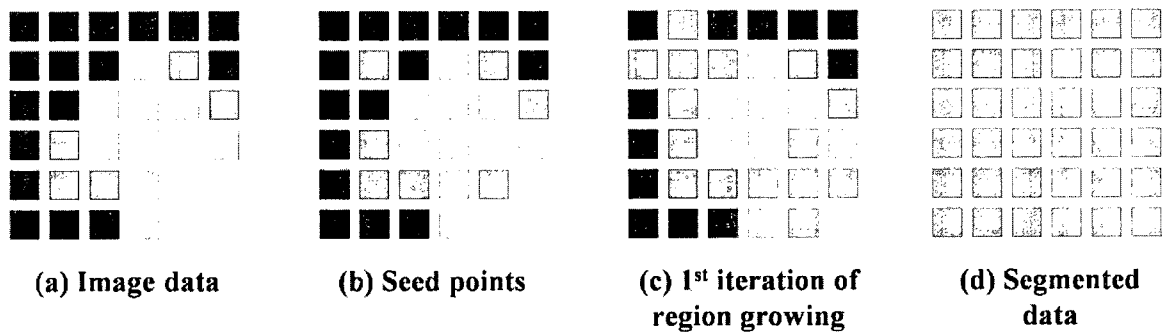 (a) Image data
(b) Seed points
(c) 1st iteration of
region growing
(d) Segmented
data